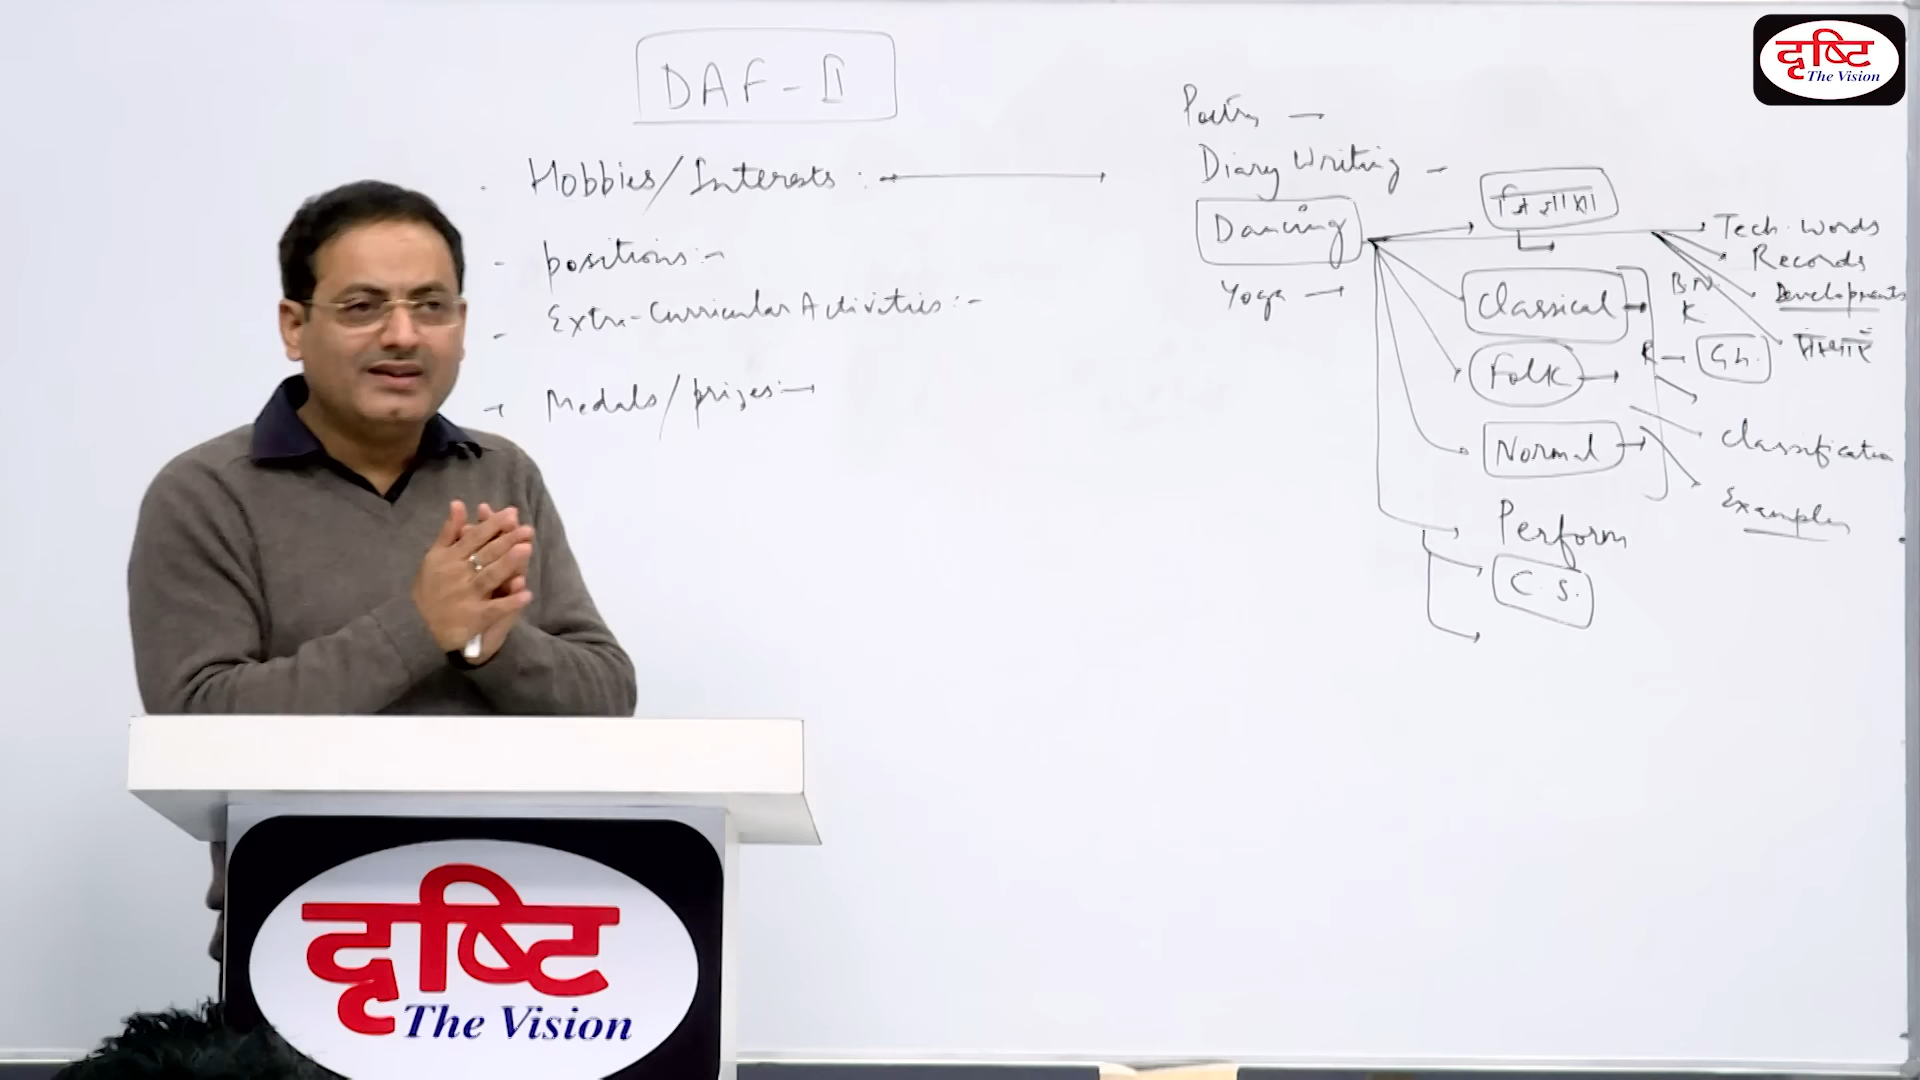 दृष्टि
The Vision
DAF-II
Hobbies/Interests :
- positions :-
- Extra-Curricular Activities :-
Medals/prizes :-
Poetry
Diary Writing -
Dancing
Yoga
जिज्ञासा
Classical
Folk
Normal
Perform
C.S.
B.N.
K
K
Gh.
Tech. Words
Records
Developments
Classification
Examples
दृष्टि
The Vision